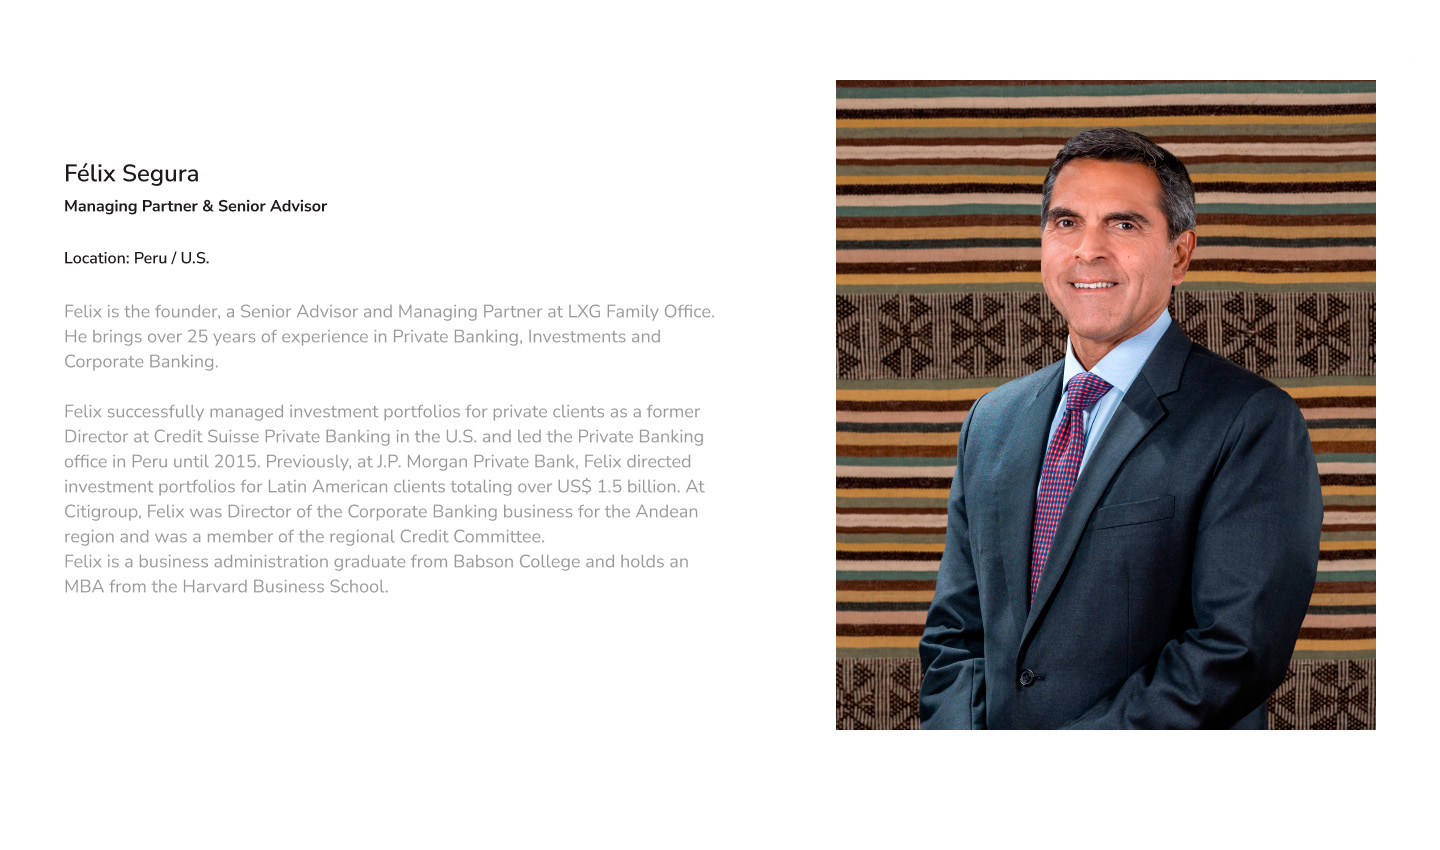 Félix Segura
Managing Partner & Senior Advisor
Location: Peru / U.S.
Felix is the founder, a Senior Advisor and Managing Partner at LXG Family Office.
He brings over 25 years of experience in Private Banking, Investments and
Corporate Banking.
Felix successfully managed investment portfolios for private clients as a former
Director at Credit Suisse Private Banking in the U.S. and led the Private Banking
office in Peru until 2015. Previously, at J.P. Morgan Private Bank, Felix directed
investment portfolios for Latin American clients totaling over US$ 1.5 billion. At
Citigroup, Felix was Director of the Corporate Banking business for the Andean
region and was a member of the regional Credit Committee.
Felix is a business administration graduate from Babson College and holds an
MBA from the Harvard Business School.